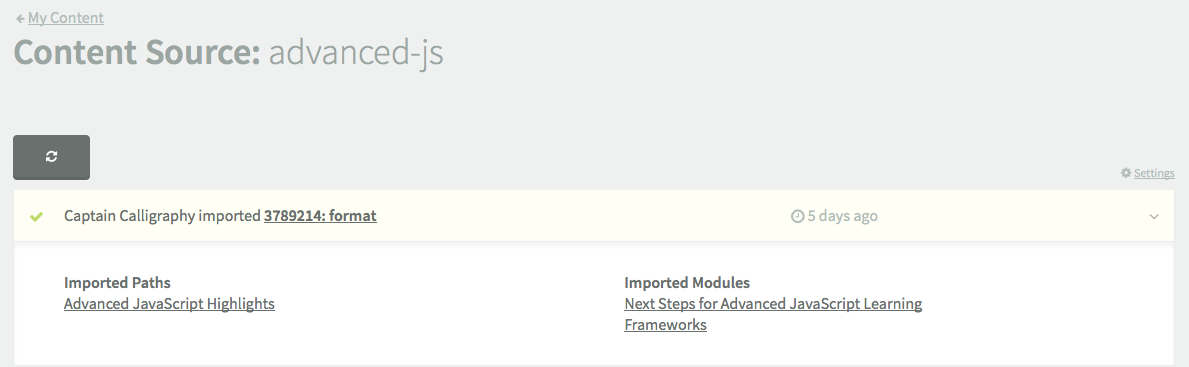 My Content
Content Source: advanced-js
Settings
Captain Calligraphy imported 3789214: format 5 days ago
Imported Paths
Advanced JavaScript Highlights
Imported Modules
Next Steps for Advanced JavaScript Learning
Frameworks